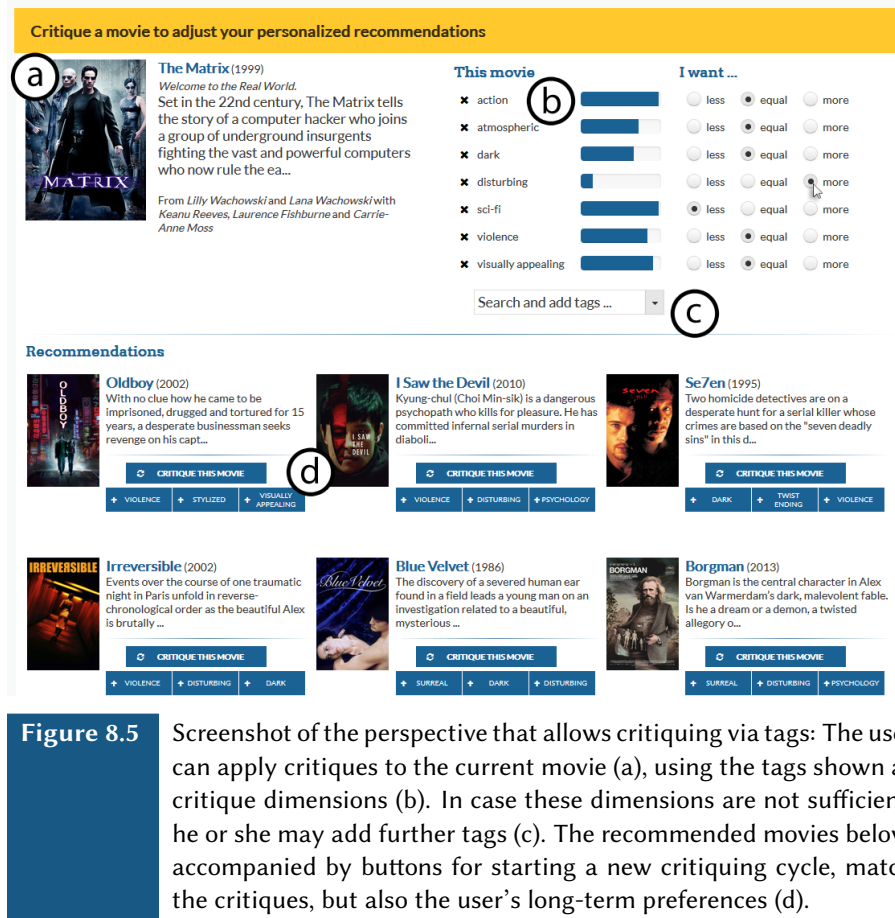 Critique a movie to adjust your personalized recommendations
a
MATRIX
The Matrix (1999)
Welcome to the Real World.
Set in the 22nd century, The Matrix tells
the story of a computer hacker who joins
a group of underground insurgents
fighting the vast and powerful computers
who now rule the ea...
From Lilly Wachowski and Lana Wachowski with
Keanu Reeves, Laurence Fishburne and Carrie-
Anne Moss
This movie I want ...
b
action less equal more
atmospheric less equal more
dark less equal more
disturbing less equal more
sci-fi less equal more
violence less equal more
visually appealing less equal more
Search and add tags ...
c
Recommendations
OLDBOY
Oldboy (2002)
With no clue how he came to be
imprisoned, drugged and tortured for 15
years, a desperate businessman seeks
revenge on his capt...
CRITIQUE THIS MOVIE
+ VIOLENCE + STYLIZED + VISUALLY
APPEALING
d
I SAW
THE
DEVIL
I Saw the Devil (2010)
Kyung-chul (Choi Min-sik) is a dangerous
psychopath who kills for pleasure. He has
committed infernal serial murders in
diaboli...
CRITIQUE THIS MOVIE
+ VIOLENCE + DISTURBING + PSYCHOLOGY
seven
Se7en (1995)
Two homicide detectives are on a
desperate hunt for a serial killer whose
crimes are based on the "seven deadly
sins" in this d...
CRITIQUE THIS MOVIE
+ DARK + TWIST
ENDING + VIOLENCE
IRREVERSIBLE
Irreversible (2002)
Events over the course of one traumatic
night in Paris unfold in reverse-
chronological order as the beautiful Alex
is brutally ...
CRITIQUE THIS MOVIE
+ VIOLENCE + DISTURBING + DARK
Blue Velvet
Blue Velvet (1986)
The discovery of a severed human ear
found in a field leads a young man on an
investigation related to a beautiful,
mysterious ...
CRITIQUE THIS MOVIE
+ SURREAL + DARK + DISTURBING
BORGMAN
Borgman (2013)
Borgman is the central character in Alex
van Warmerdam's dark, malevolent fable.
Is he a dream or a demon, a twisted
allegory o...
CRITIQUE THIS MOVIE
+ SURREAL + DISTURBING + PSYCHOLOGY
Figure 8.5
Screenshot of the perspective that allows critiquing via tags: The use
can apply critiques to the current movie (a), using the tags shown a
critique dimensions (b). In case these dimensions are not sufficien
he or she may add further tags (c). The recommended movies below
accompanied by buttons for starting a new critiquing cycle, matc
the critiques, but also the user's long-term preferences (d).